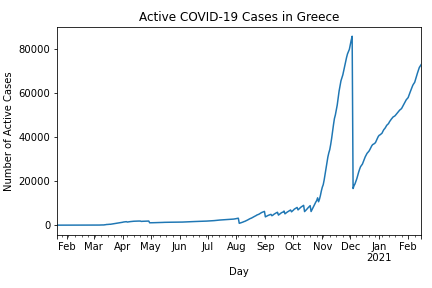 Active COVID-19 Cases in Greece
Number of Active Cases
80000
60000
40000
20000
0
Feb Mar Apr May Jun Jul Aug Sep Oct Nov Dec Jan Feb
2021
Day